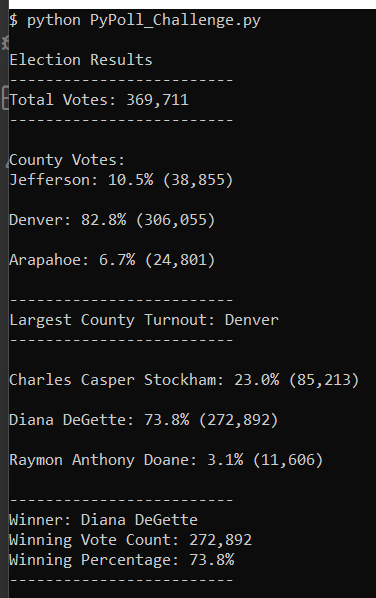 $ python PyPoll_Challenge.py
Election Results
-------------------------
Total Votes: 369,711
-------------------------
County Votes:
Jefferson: 10.5% (38,855)
Denver: 82.8% (306,055)
Arapahoe: 6.7% (24,801)
-------------------------
Largest County Turnout: Denver
-------------------------
Charles Casper Stockham: 23.0% (85,213)
Diana DeGette: 73.8% (272,892)
Raymon Anthony Doane: 3.1% (11,606)
-------------------------
Winner: Diana DeGette
Winning Vote Count: 272,892
Winning Percentage: 73.8%
-------------------------